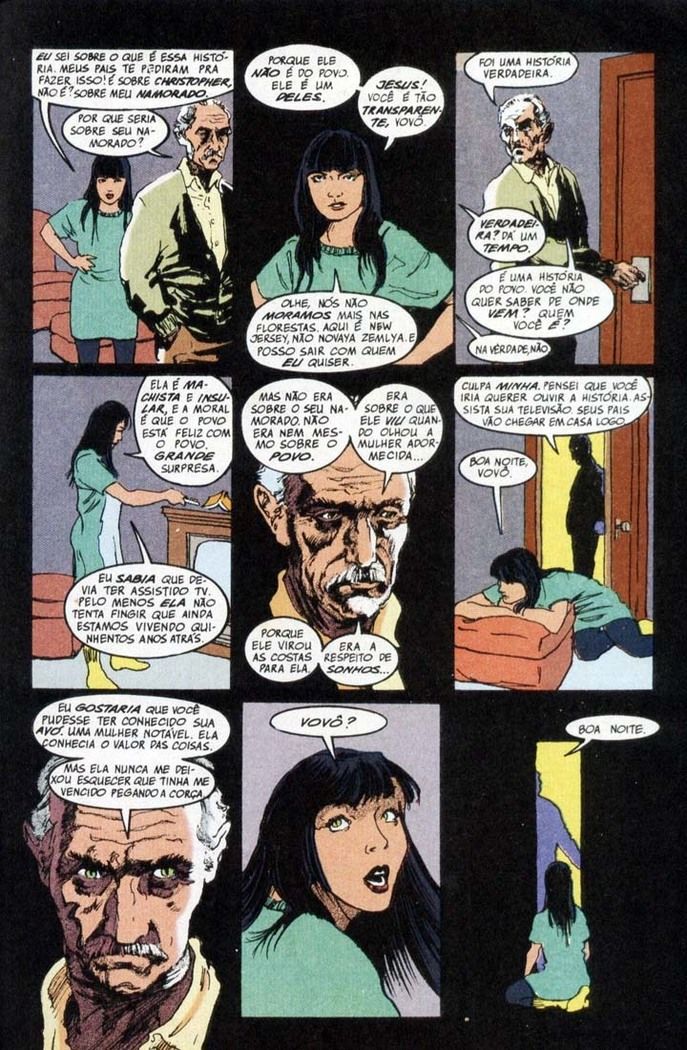 EU SEI SOBRE O QUE É ESSA HISTÓ-
RIA. MEUS PAIS TE PEDIRAM PRA
FAZER ISSO! É SOBRE CHRISTOPHER,
NÃO É? SOBRE MEU NAMORADO.
POR QUE SERIA
SOBRE SEU NA-
MORADO?
PORQUE ELE
NÃO É DO POVO.
ELE É UM
DELES.
JESUS!
VOCÊ É TÃO
TRANSPAREN-
TE, VOVÔ.
OLHE, NÓS NÃO
MORAMOS MAIS NAS
FLORESTAS. AQUI É NEW
JERSEY, NÃO NOVAYA ZEMLYA. E
POSSO SAIR COM QUEM
EU QUISER.
FOI UMA HISTÓRIA
VERDADEIRA.
VERDADEI-
RA? DÁ UM
TEMPO.
É UMA HISTÓRIA
DO POVO. VOCÊ NÃO
QUER SABER DE ONDE
VEM? QUEM
VOCÊ É?
NA VERDADE, NÃO
ELA É MA-
CHISTA E INSU-
LAR, E A MORAL
É QUE O POVO
ESTÁ FELIZ COM
O POVO.
GRANDE
SURPRESA.
EU SABIA QUE DE-
VIA TER ASSISTIDO TV.
PELO MENOS ELA NÃO
TENTA FINGIR QUE AINDA
ESTAMOS VIVENDO QUI-
NHENTOS ANOS ATRÁS.
MAS NÃO ERA
SOBRE O SEU NA-
MORADO. NÃO
ERA NEM MES-
MO SOBRE O
POVO.
ERA
SOBRE O QUE
ELE VIU QUAN-
DO OLHOU A
MULHER ADOR-
MECIDA...
PORQUE
ELE VIROU
AS COSTAS
PARA ELA.
ERA A
RESPEITO DE
SONHOS...
CULPA MINHA. PENSEI QUE VOCÊ
IRIA QUERER OUVIR A HISTÓRIA. AS-
SISTA SUA TELEVISÃO. SEUS PAIS
VÃO CHEGAR EM CASA LOGO.
BOA NOITE,
VOVÔ.
EU GOSTARIA QUE VOCÊ
PUDESSE TER CONHECIDO SUA
AVÓ. UMA MULHER NOTÁVEL. ELA
CONHECIA O VALOR DAS COISAS.
MAS ELA NUNCA ME DEI-
XOU ESQUECER QUE TINHA ME
VENCIDO PEGANDO A CORÇA.
VOVÔ?
BOA NOITE.